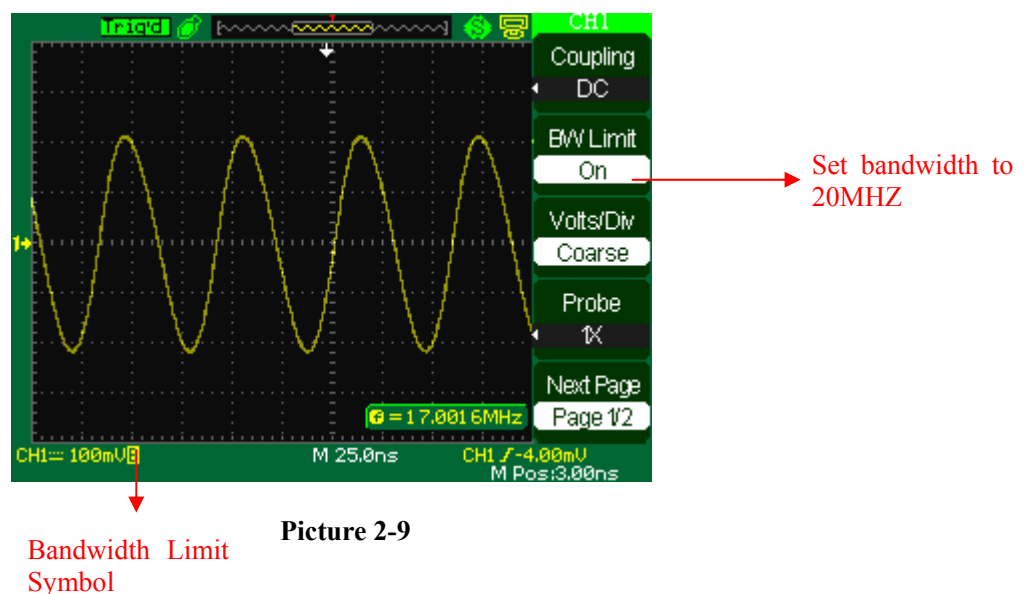 Trig'd CH1
Coupling
DC
BW Limit
On
Set bandwidth to
20MHZ
Volts/Div
Coarse
Probe
1X
Next Page
Page 1/2
f = 17.0016MHz
CH1 100mV B M 25.0ns CH1 -4.00mV
M Pos:3.00ns
Picture 2-9
Bandwidth Limit
Symbol